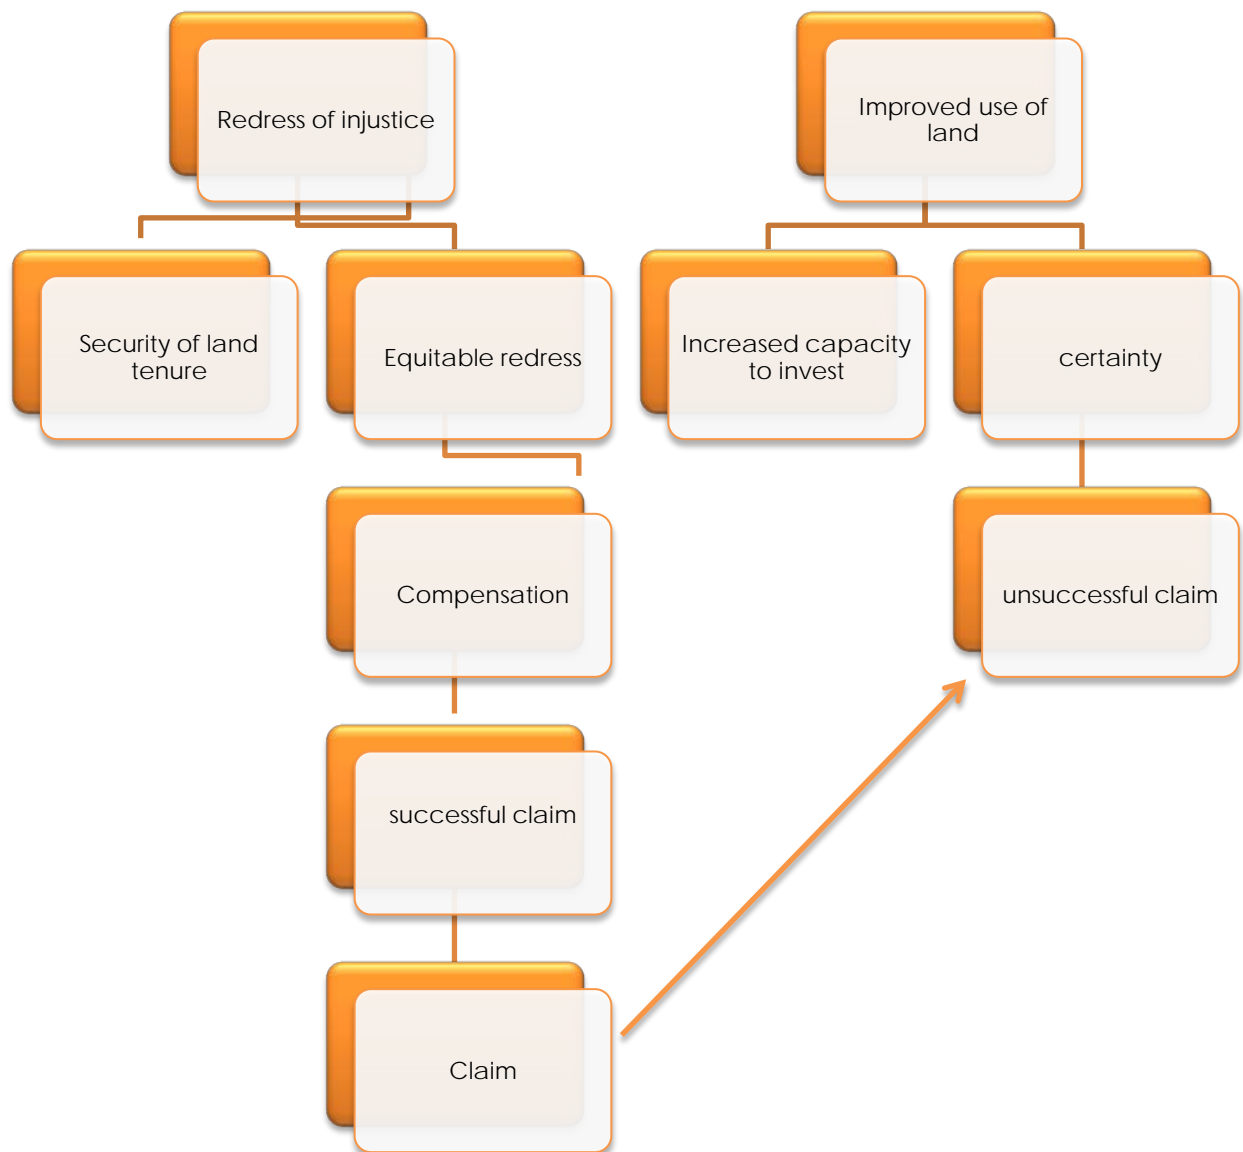 Redress of injustice
Improved use of
land
Security of land
tenure
Equitable redress
Increased capacity
to invest
certainty
Compensation
unsuccessful claim
successful claim
Claim